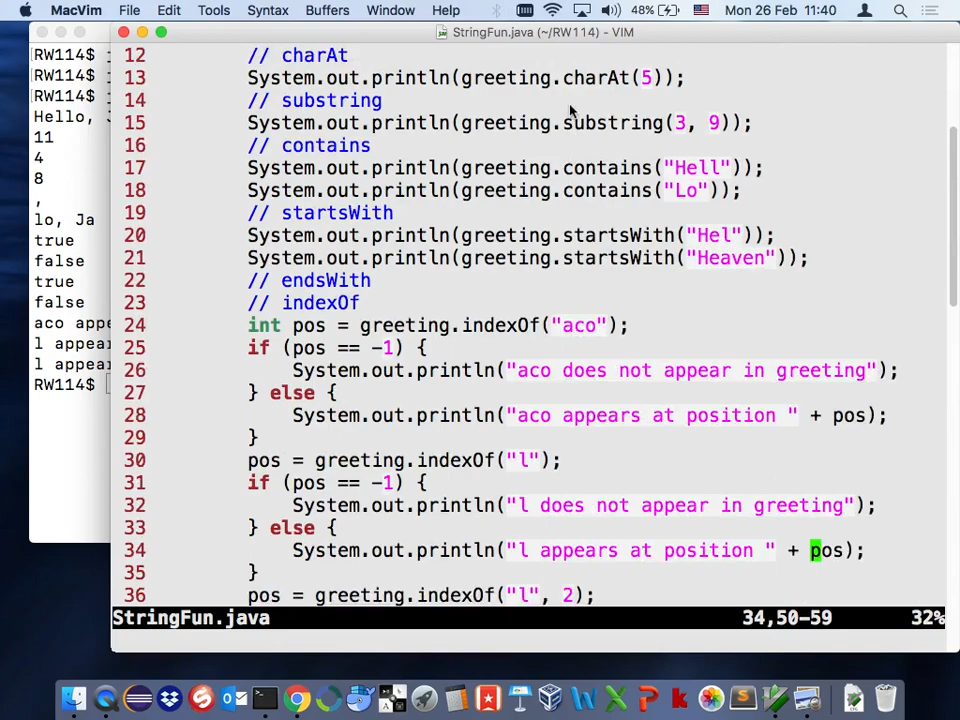 MacVim File Edit Tools Syntax Buffers Window Help 48% Mon 26 Feb 11:40
StringFun.java (~/RW114) - VIM
RW114$
RW114$
RW114$
Hello,
11
4
8
,
lo, Ja
true
false
true
false
aco appe
l appear
l appear
RW114$
12 // charAt
13 System.out.println(greeting.charAt(5));
14 // substring
15 System.out.println(greeting.substring(3, 9));
16 // contains
17 System.out.println(greeting.contains("Hell"));
18 System.out.println(greeting.contains("Lo"));
19 // startsWith
20 System.out.println(greeting.startsWith("Hel"));
21 System.out.println(greeting.startsWith("Heaven"));
22 // endsWith
23 // indexOf
24 int pos = greeting.indexOf("aco");
25 if (pos == -1) {
26 System.out.println("aco does not appear in greeting");
27 } else {
28 System.out.println("aco appears at position " + pos);
29 }
30 pos = greeting.indexOf("l");
31 if (pos == -1) {
32 System.out.println("l does not appear in greeting");
33 } else {
34 System.out.println("l appears at position " + pos);
35 }
36 pos = greeting.indexOf("l", 2);
StringFun.java 34,50-59 32%